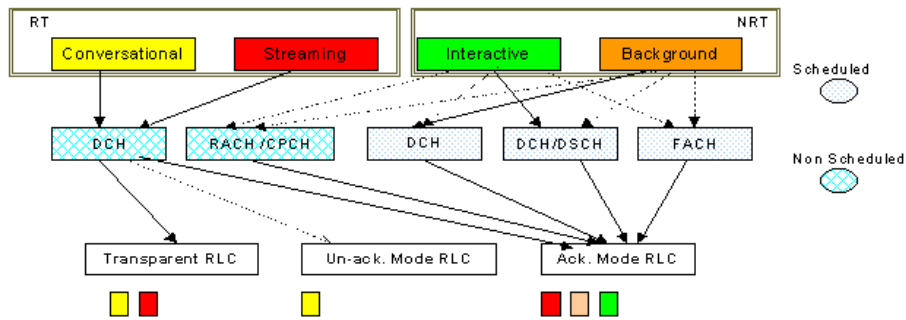 RT
NRT
Conversational
Streaming
Interactive
Background
Scheduled
DCH
RACH /CPCH
DCH
DCH/DSCH
FACH
Non Scheduled
Transparent RLC
Un-ack. Mode RLC
Ack. Mode RLC